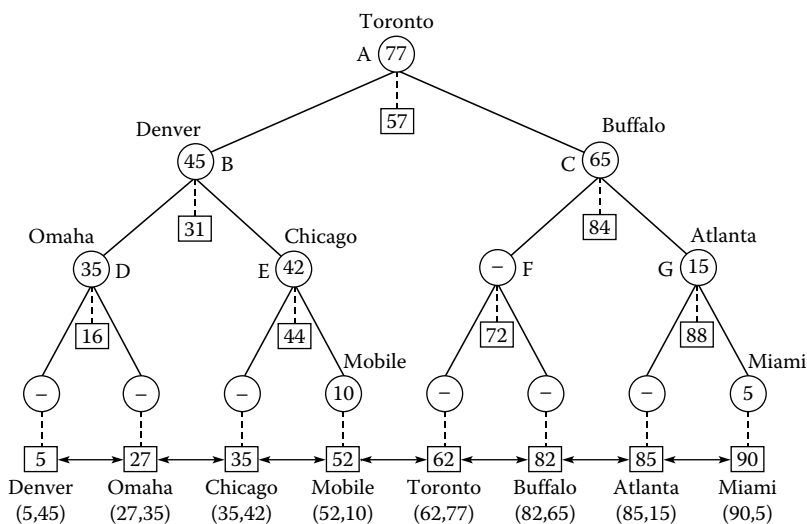 Toronto
A 77
57
Denver Buffalo
45 B C 65
31 84
Omaha Chicago Atlanta
35 D E 42 – F G 15
16 44 72 88
Mobile Miami
– – – 10 – – – 5
5 27 35 52 62 82 85 90
Denver Omaha Chicago Mobile Toronto Buffalo Atlanta Miami
(5,45) (27,35) (35,42) (52,10) (62,77) (82,65) (85,15) (90,5)